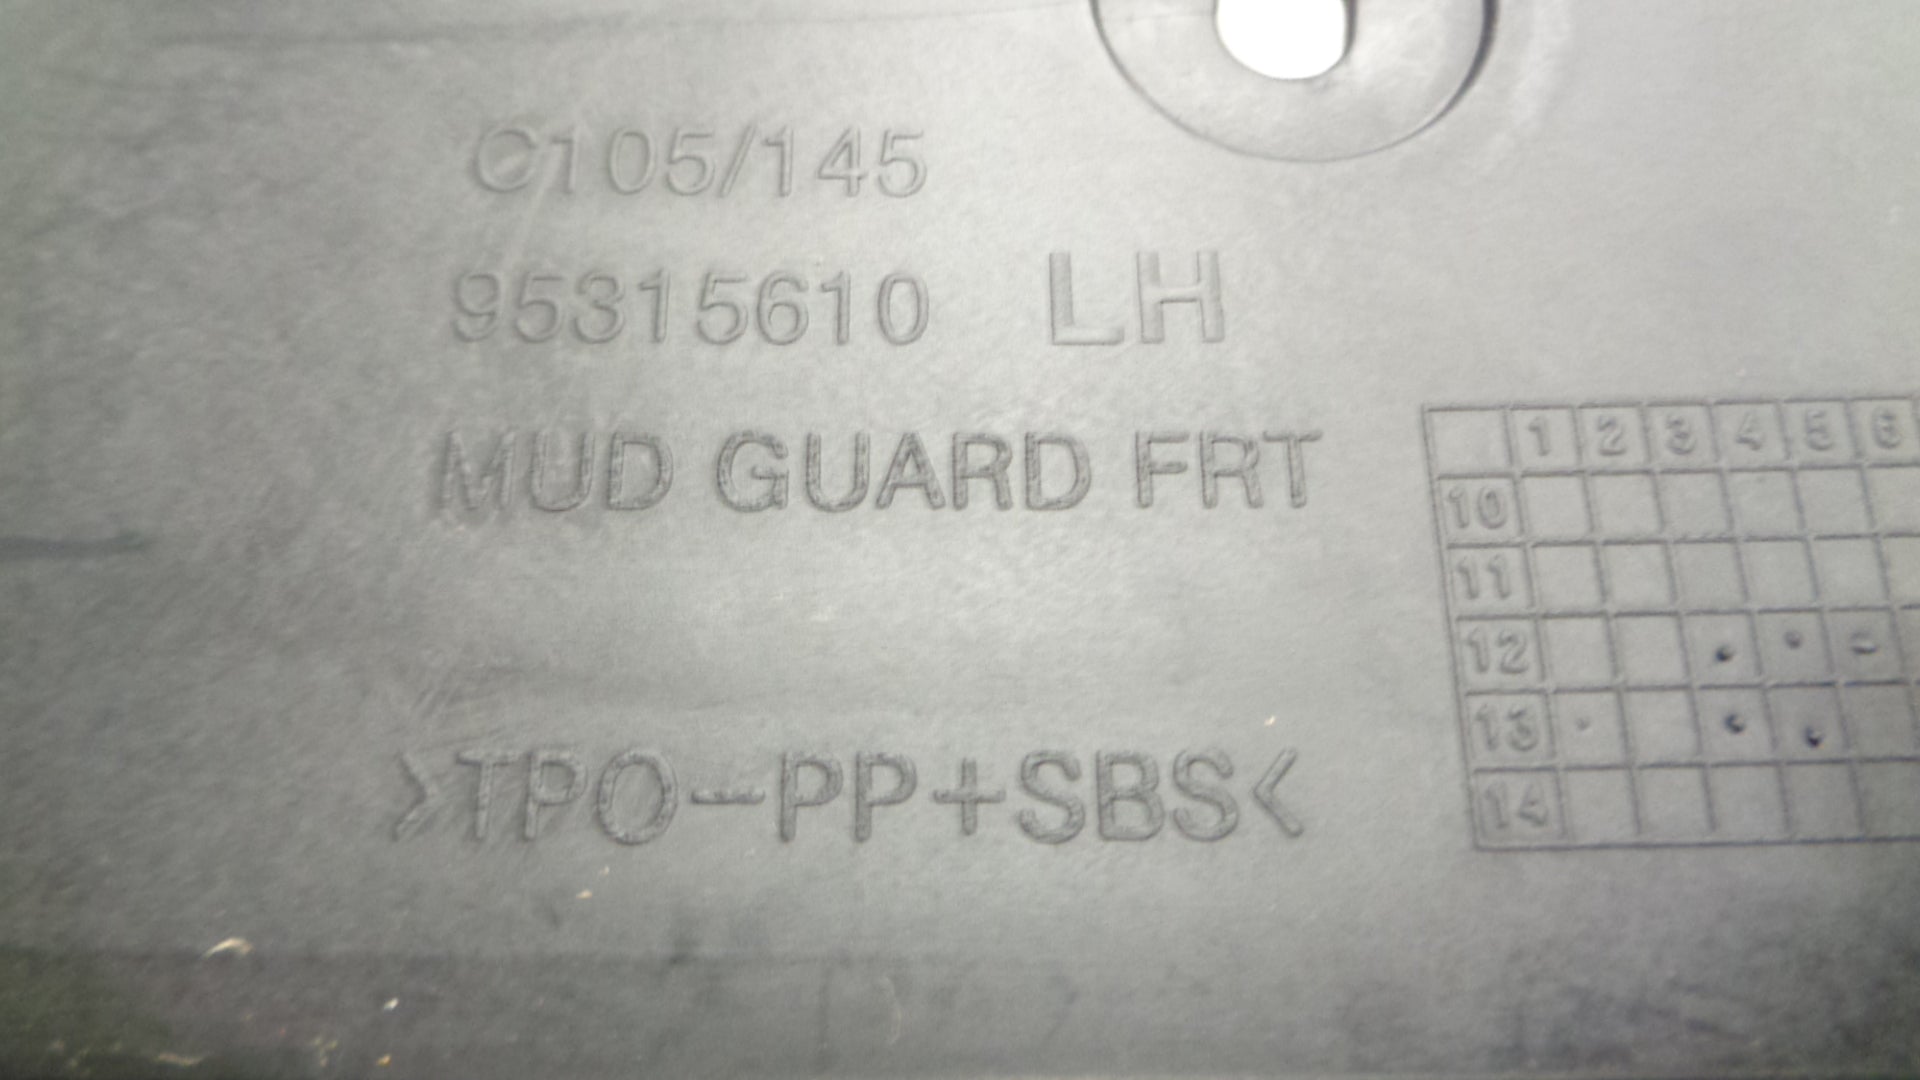 C105/145
95315610 LH
MUD GUARD FRT
>TPO-PP+SBS<
1 2 3 4 5 6
10
11
12
13
14